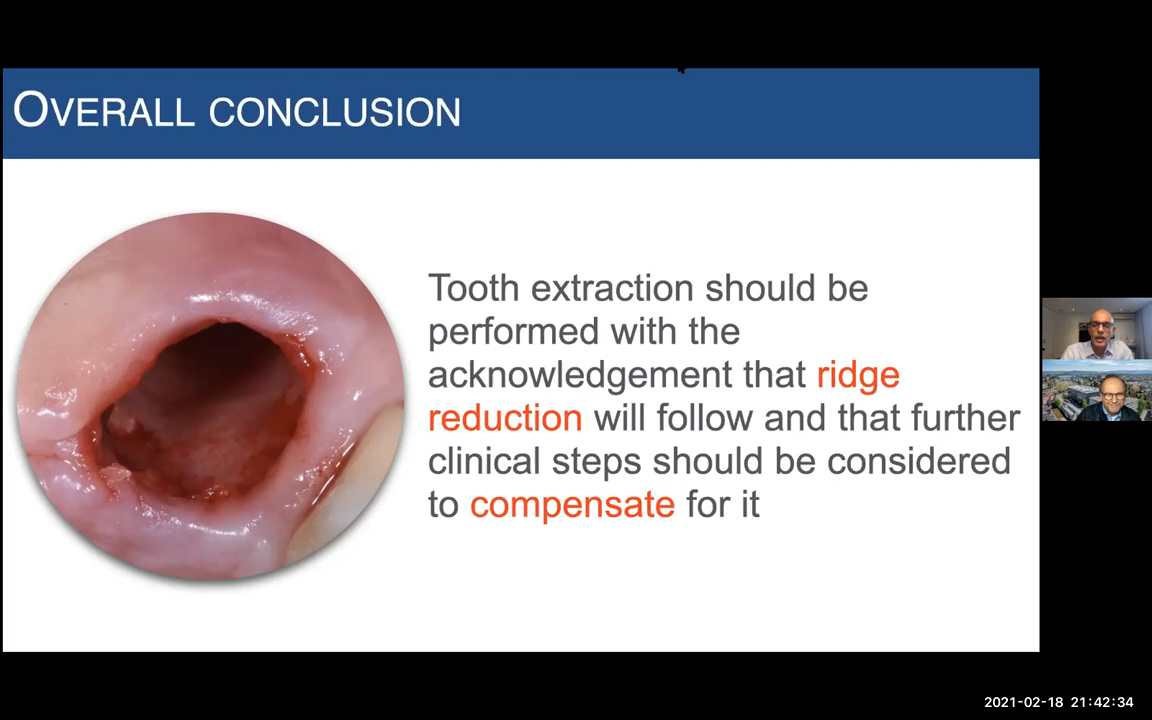 OVERALL CONCLUSION
Tooth extraction should be
performed with the
acknowledgement that ridge
reduction will follow and that further
clinical steps should be considered
to compensate for it
2021-02-18 21:42:34